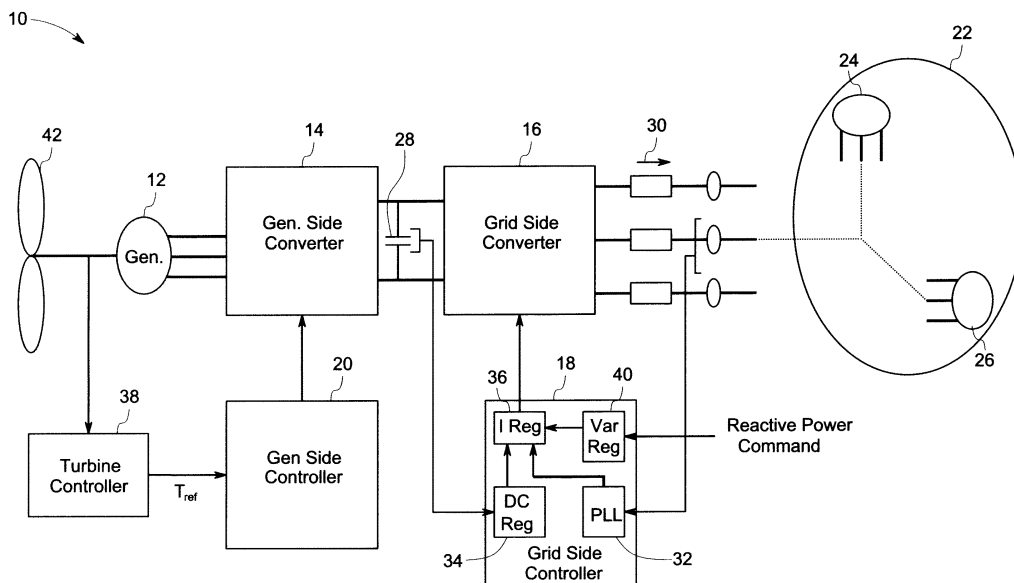 10
22
24
42
14
16
30
12
28
Gen.
Gen. Side
Converter
Grid Side
Converter
26
20
18
36
40
38
I Reg
Var
Reg
Reactive Power
Command
Turbine
Controller
Gen Side
Controller
Tref
DC
Reg
PLL
34
32
Grid Side
Controller